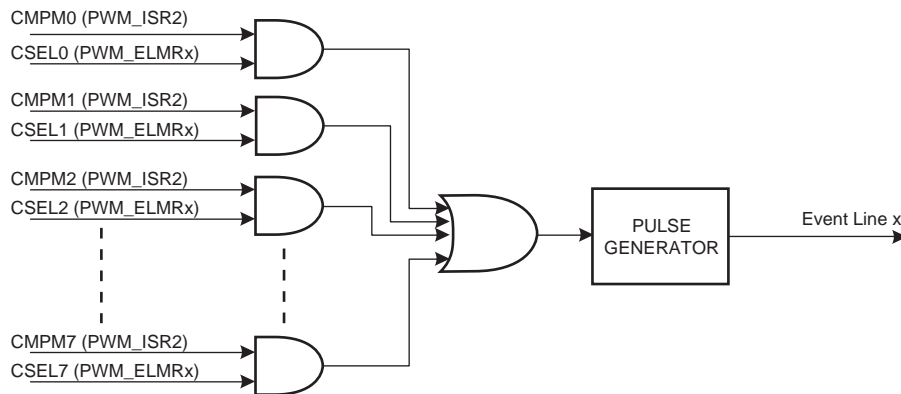 CMPM0 (PWM_ISR2)
CSEL0 (PWM_ELMRx)
CMPM1 (PWM_ISR2)
CSEL1 (PWM_ELMRx)
CMPM2 (PWM_ISR2)
CSEL2 (PWM_ELMRx)
CMPM7 (PWM_ISR2)
CSEL7 (PWM_ELMRx)
PULSE
GENERATOR
Event Line x